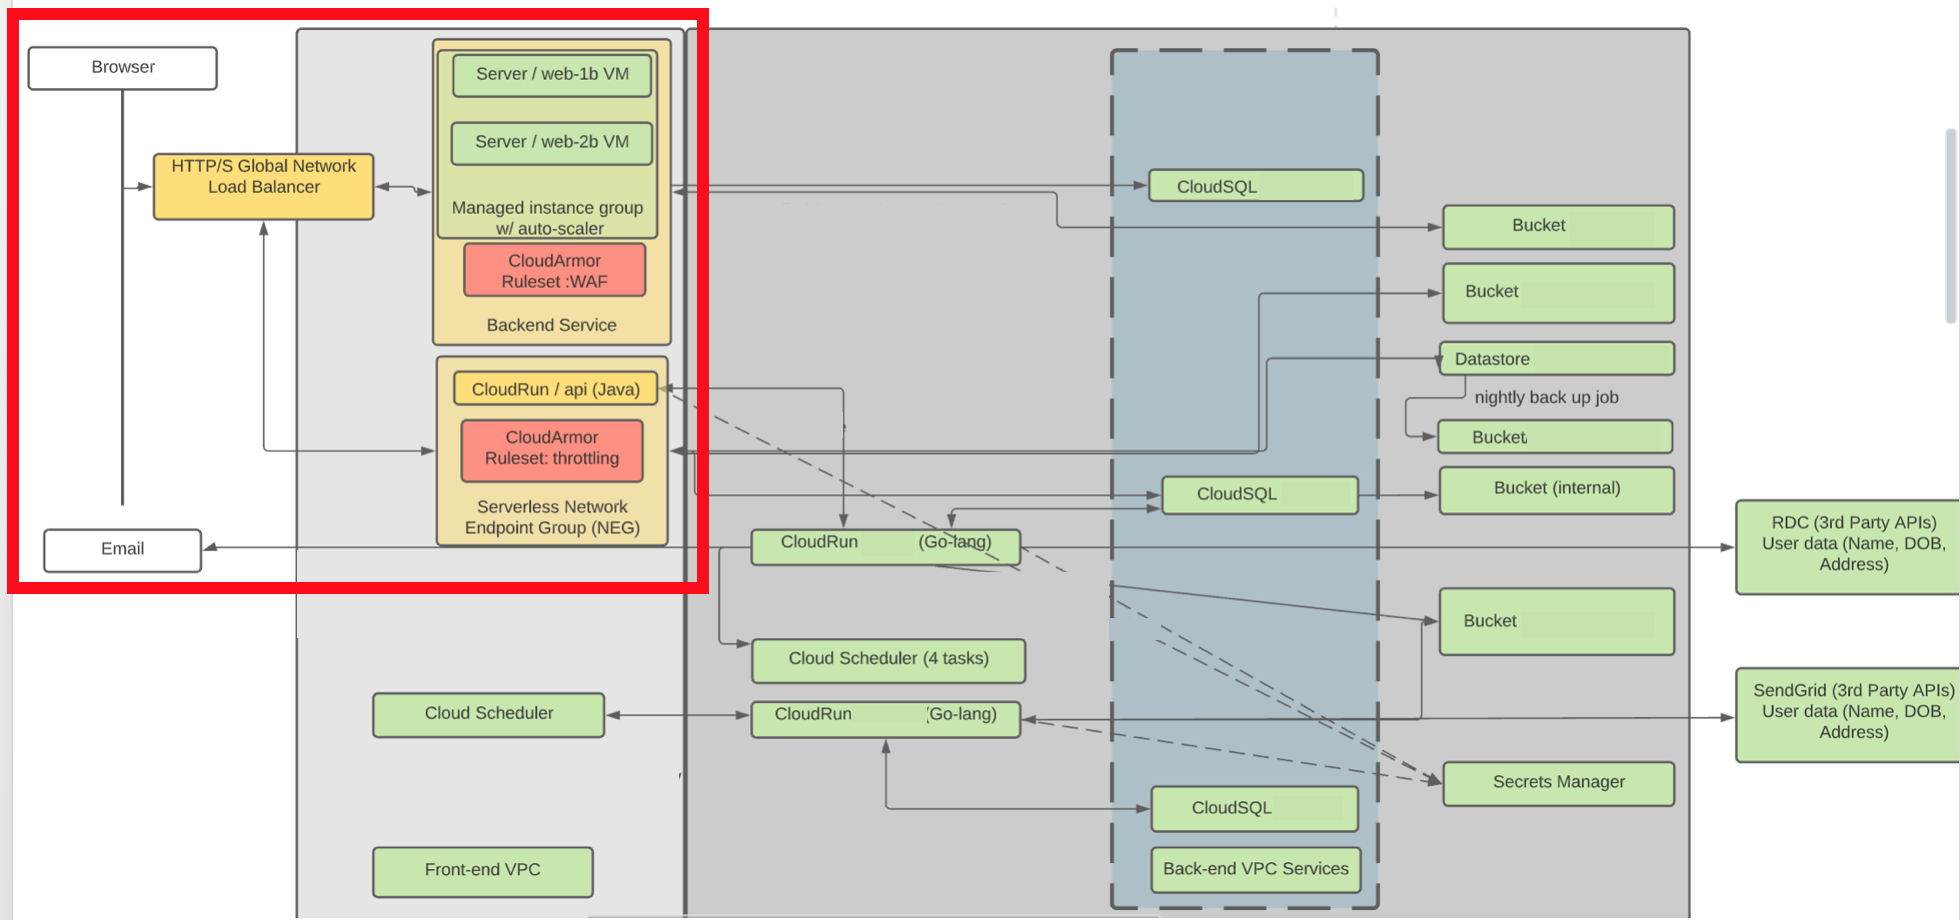 Browser
HTTP/S Global Network
Load Balancer
Email
Server / web-1b VM
Server / web-2b VM
Managed instance group
w/ auto-scaler
CloudArmor
Ruleset :WAF
Backend Service
CloudRun / api (Java)
CloudArmor
Ruleset: throttling
Serverless Network
Endpoint Group (NEG)
Cloud Scheduler
Front-end VPC
CloudRun (Go-lang)
Cloud Scheduler (4 tasks)
CloudRun (Go-lang)
CloudSQL
CloudSQL
CloudSQL
Back-end VPC Services
Bucket
Bucket
Datastore
nightly back up job
Bucket
Bucket (internal)
Bucket
Secrets Manager
RDC (3rd Party APIs)
User data (Name, DOB,
Address)
SendGrid (3rd Party APIs)
User data (Name, DOB,
Address)